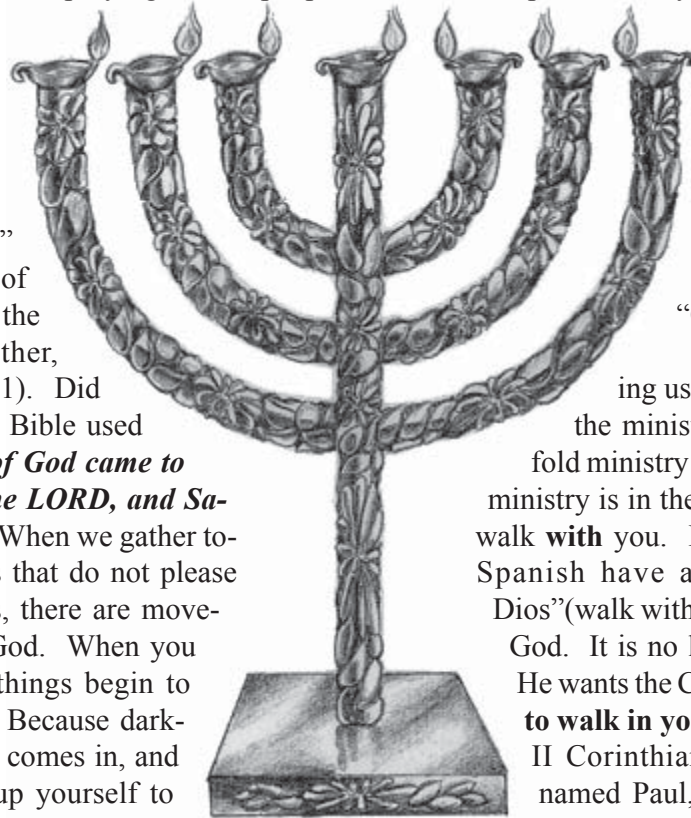 ”
of
the
ther,
1). Did
Bible used
of God came to
ne LORD, and Sa-
When we gather to-
s that do not please
s, there are move-
God. When you
things begin to
Because dark-
comes in, and
up yourself to
“
ing us
the minis
fold ministry
ministry is in the
walk with you.
Spanish have a
Dios”(walk with
God. It is no
He wants the C
to walk in yo
II Corinthian
named Paul,